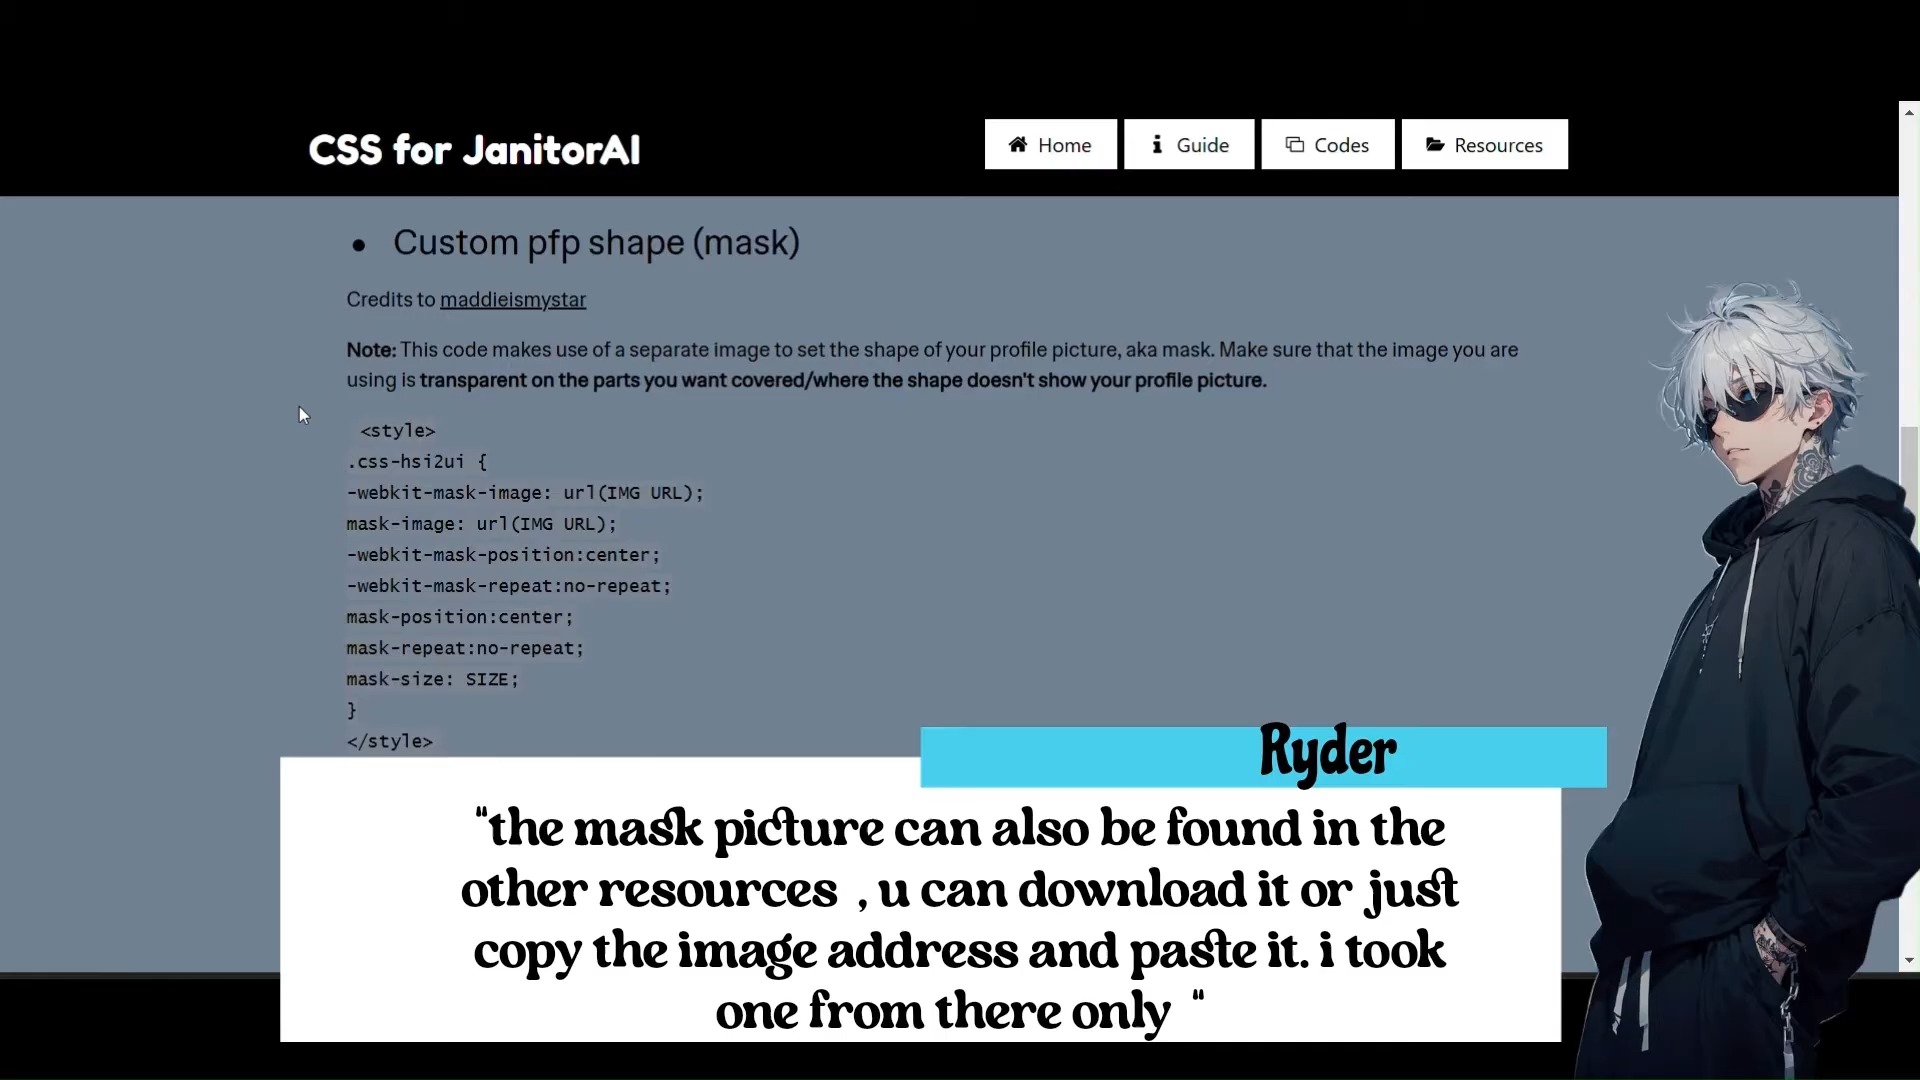 CSS for JanitorAI
Home
Guide
Codes
Resources
Custom pfp shape (mask)
Credits to maddieismystar
Note: This code makes use of a separate image to set the shape of your profile picture, aka mask. Make sure that the image you are
using is transparent on the parts you want covered/where the shape doesn't show your profile picture.
<style>
.css-hsi2ui {
-webkit-mask-image: url(IMG URL);
mask-image: url(IMG URL);
-webkit-mask-position:center;
-webkit-mask-repeat:no-repeat;
mask-position:center;
mask-repeat:no-repeat;
mask-size: SIZE;
}
</style>
Ryder
"the mask picture can also be found in the
other resources , u can download it or just
copy the image address and paste it. i took
one from there only "